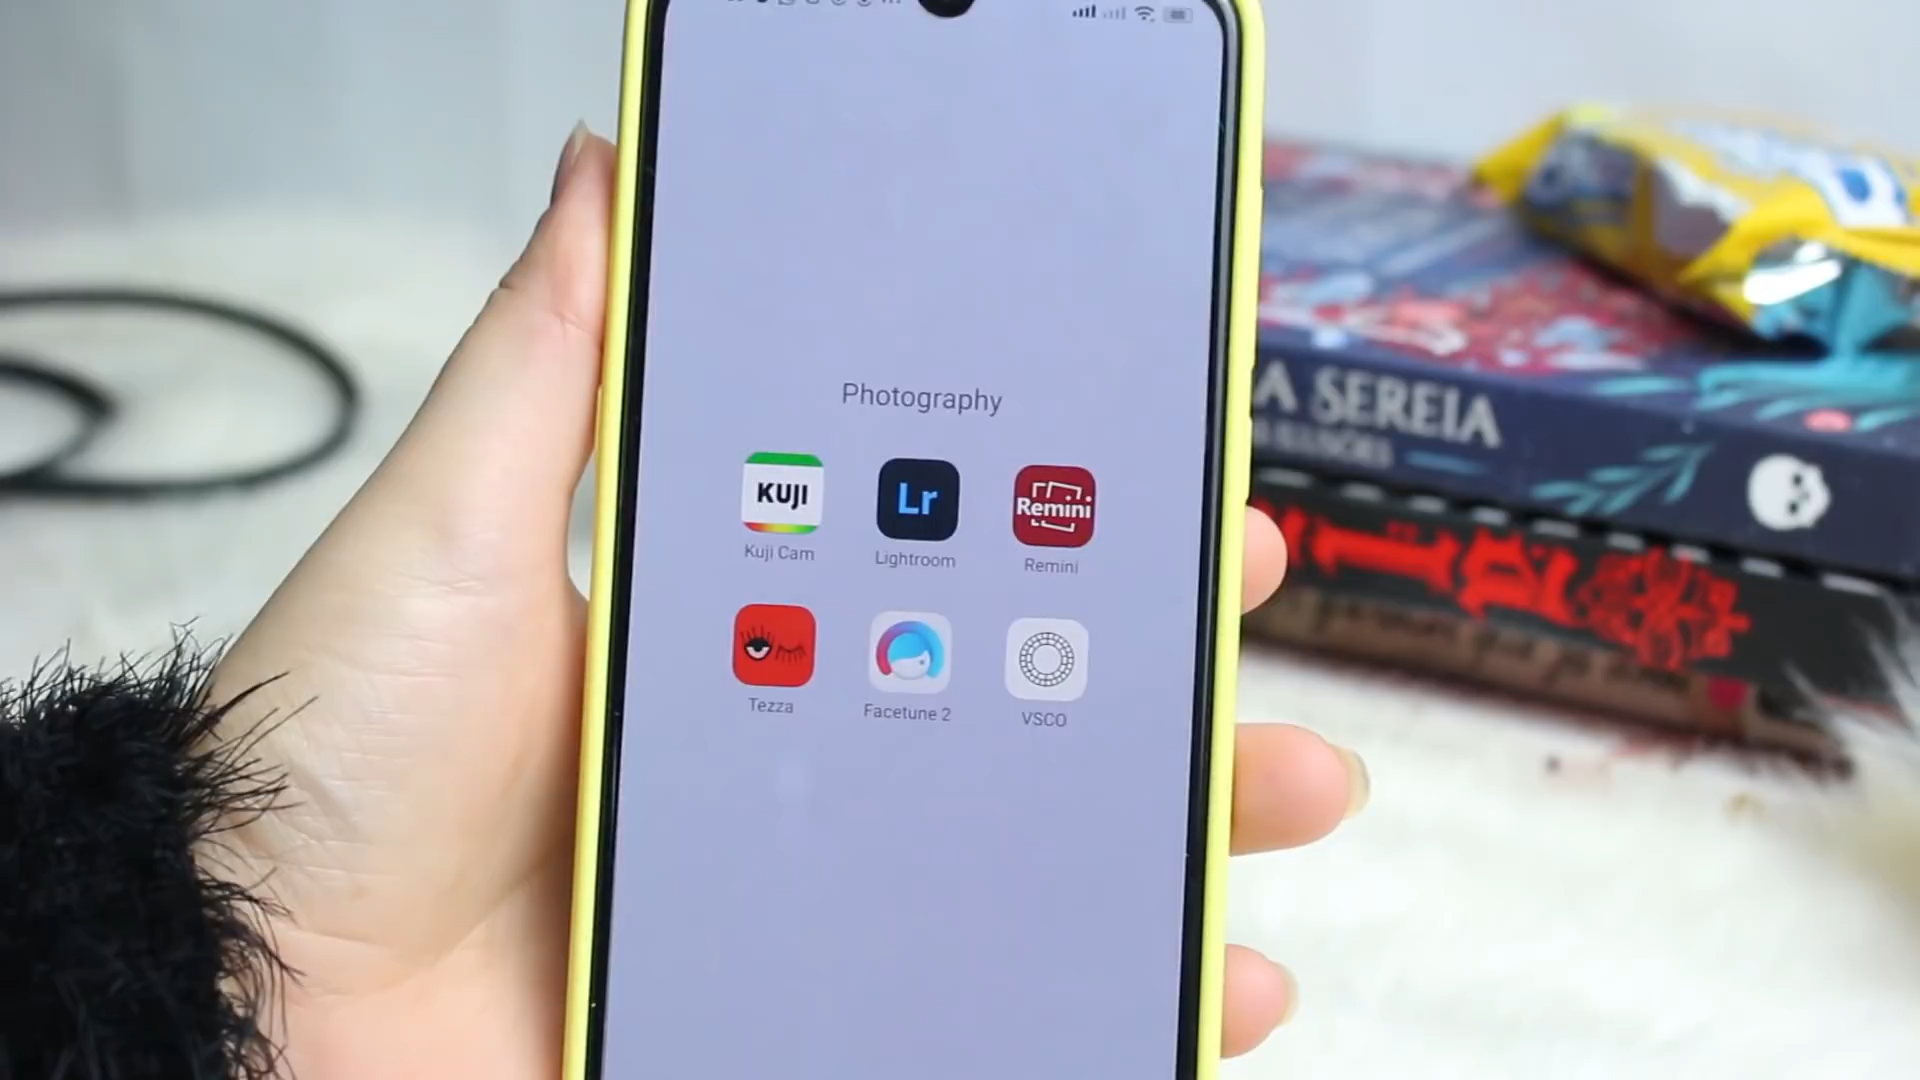 Photography
KUJI
Lr
Remini
Kuji Cam
Lightroom
Remini
Tezza
Facetune 2
VSCO
A SEREIA